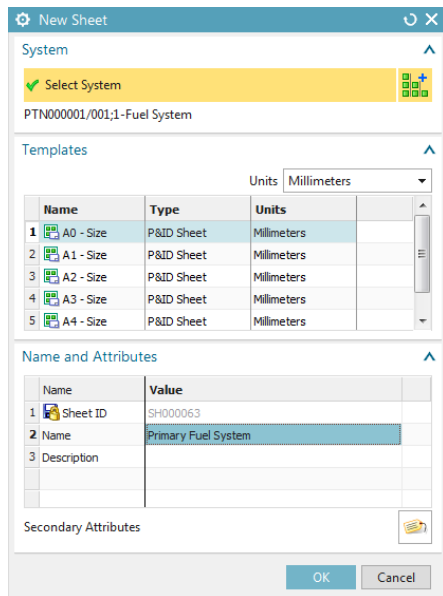 New Sheet
System
Select System
PTN000001/001;1-Fuel System
Templates
Units Millimeters
Name Type Units
1 A0 - Size P&ID Sheet Millimeters
2 A1 - Size P&ID Sheet Millimeters
3 A2 - Size P&ID Sheet Millimeters
4 A3 - Size P&ID Sheet Millimeters
5 A4 - Size P&ID Sheet Millimeters
Name and Attributes
Name Value
1 Sheet ID SH000063
2 Name Primary Fuel System
3 Description
Secondary Attributes
OK Cancel